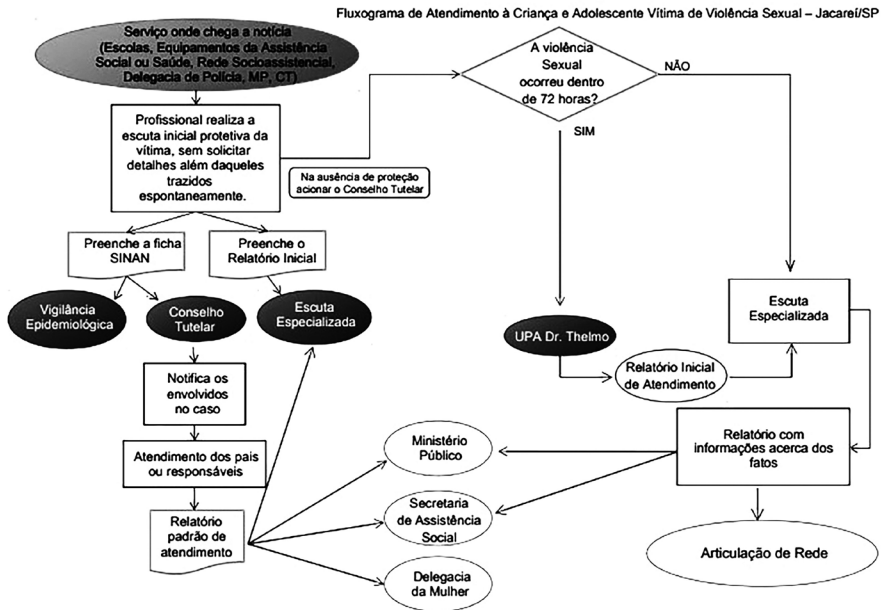 Fluxograma de Atendimento à Criança e Adolescente Vítima de Violência Sexual – Jacareí/SP
Serviço onde chega a notícia
(Escolas, Equipamentos da Assistência
Social ou Saúde, Rede Socioassistencial,
Delegacia de Polícia, MP, CT)
A violência
Sexual
ocorreu dentro
de 72 horas?
NÃO
SIM
Profissional realiza a
escuta inicial protetiva da
vítima, sem solicitar
detalhes além daqueles
trazidos
espontaneamente.
Na ausência de proteção
acionar o Conselho Tutelar
Preenche a ficha
SINAN
Preenche o
Relatório Inicial
Vigilância
Epidemiológica
Conselho
Tutelar
Escuta
Especializada
Escuta
Especializada
UPA Dr. Thelmo
Relatório Inicial
de Atendimento
Notifica os
envolvidos
no caso
Atendimento dos pais
ou responsáveis
Relatório
padrão de
atendimento
Ministério
Público
Secretaria
de Assistência
Social
Delegacia
da Mulher
Relatório com
informações acerca dos
fatos
Articulação de Rede